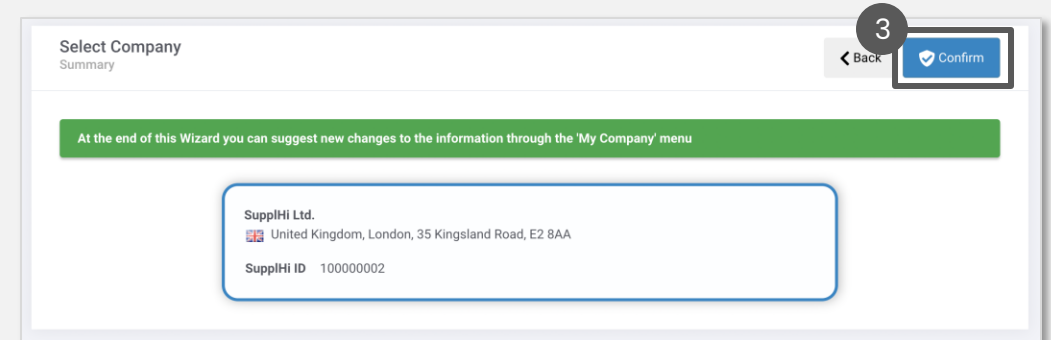 Select Company
Summary
3
Back
Confirm
At the end of this Wizard you can suggest new changes to the information through the 'My Company' menu
SupplHi Ltd.
United Kingdom, London, 35 Kingsland Road, E2 8AA
SupplHi ID 100000002